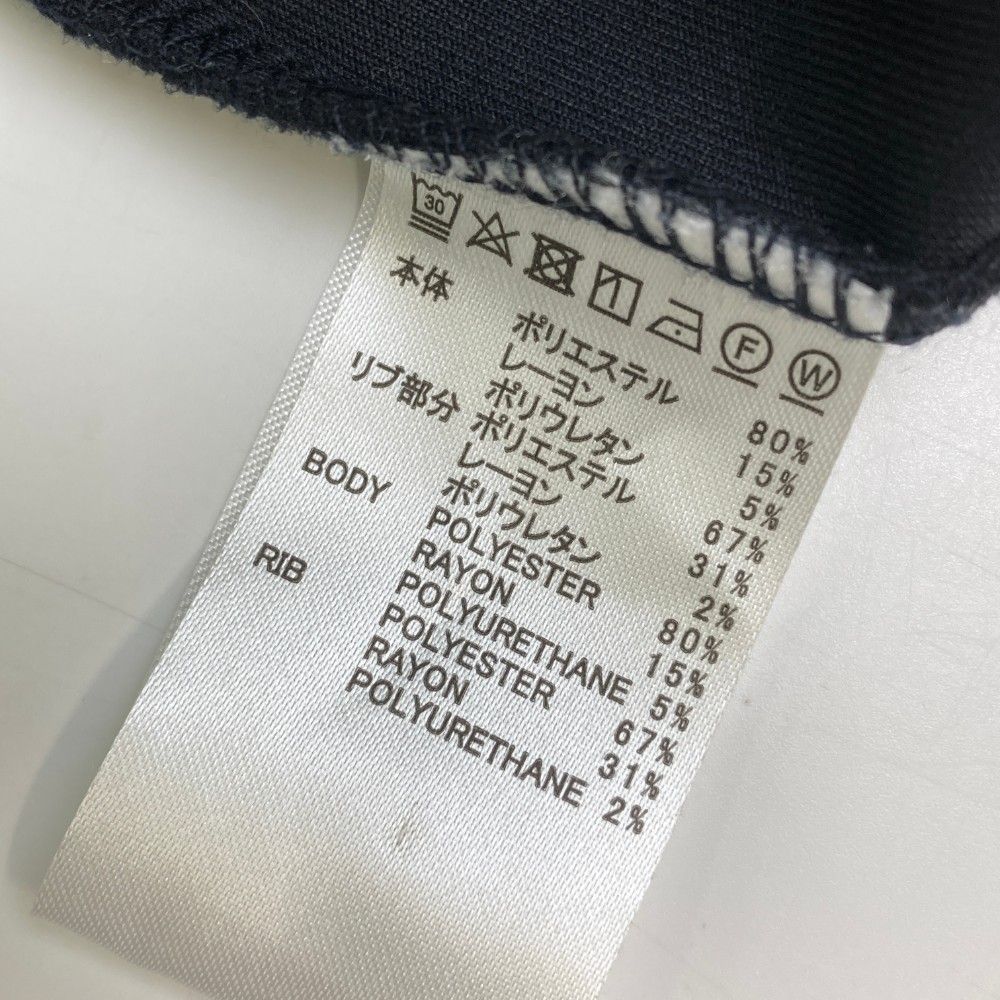 30 F W
本体 ポリエステル 80%
レーヨン 15%
ポリウレタン 5%
リブ部分 ポリエステル 67%
レーヨン 31%
ポリウレタン 2%
BODY POLYESTER 80%
RAYON 15%
POLYURETHANE 5%
RIB POLYESTER 67%
RAYON 31%
POLYURETHANE 2%